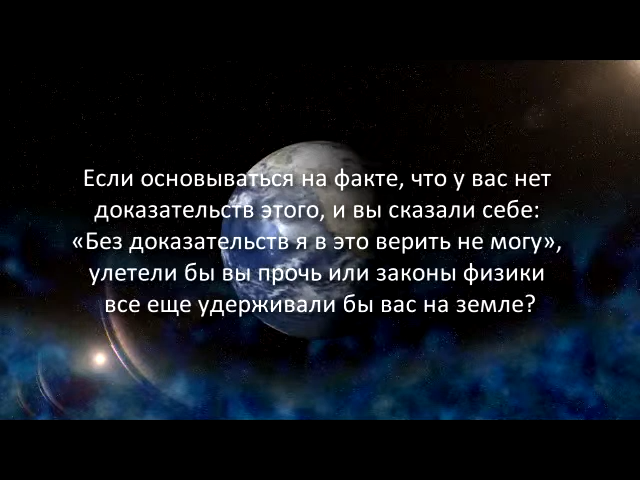 Если основываться на факте, что у вас нет
доказательств этого, и вы сказали себе:
«Без доказательств я в это верить не могу»,
улетели бы вы прочь или законы физики
все еще удерживали бы вас на земле?